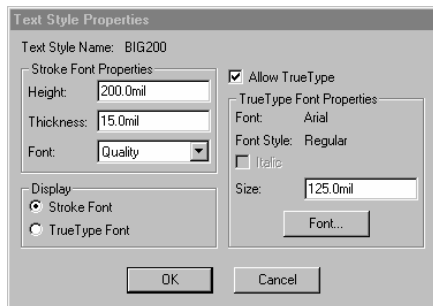 Text Style Properties
Text Style Name: BIG200
Stroke Font Properties
Height: 200.0mil
Thickness: 15.0mil
Font: Quality
Display
Stroke Font
TrueType Font
Allow TrueType
TrueType Font Properties
Font: Arial
Font Style: Regular
Italic
Size: 125.0mil
Font...
OK
Cancel